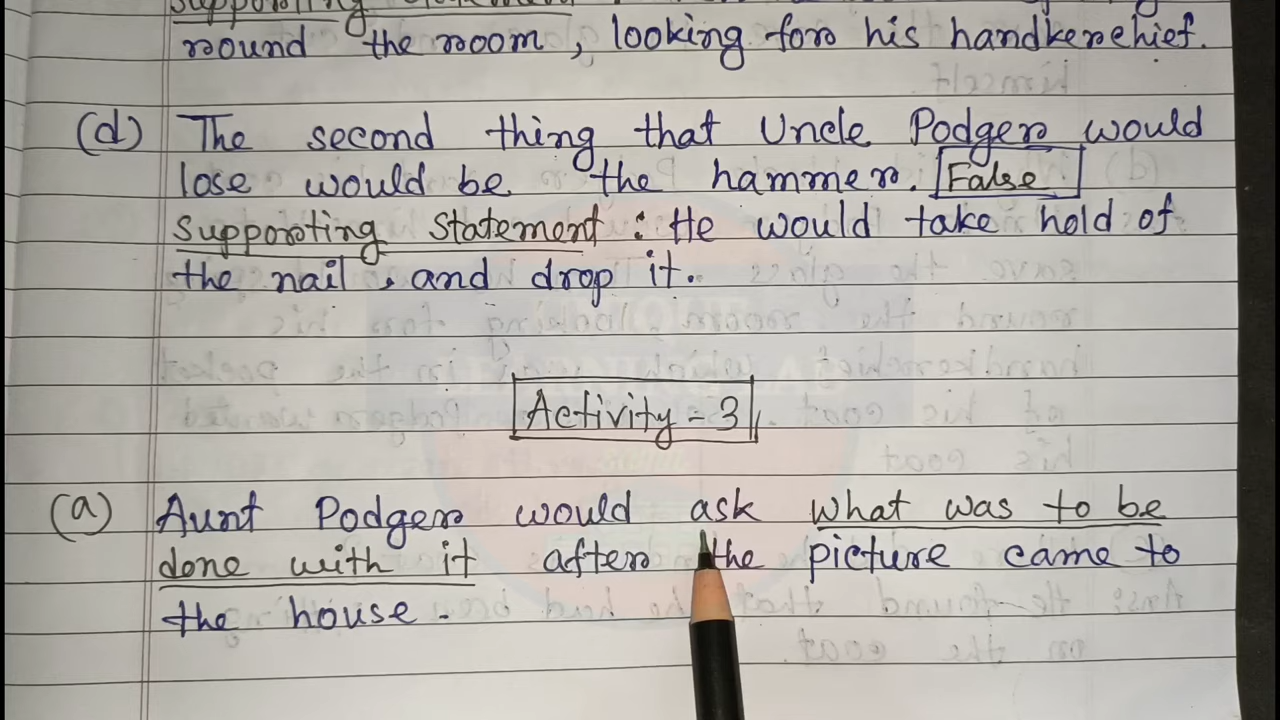 Supporting Statement :
round the room, looking for his handkerchief.
(d) The second thing that Uncle Podger would
lose would be the hammer. False
Supporting Statement : He would take hold of
the nail, and drop it.
Activity - 3
(a) Aunt Podger would ask what was to be
done with it after the picture came to
the house.